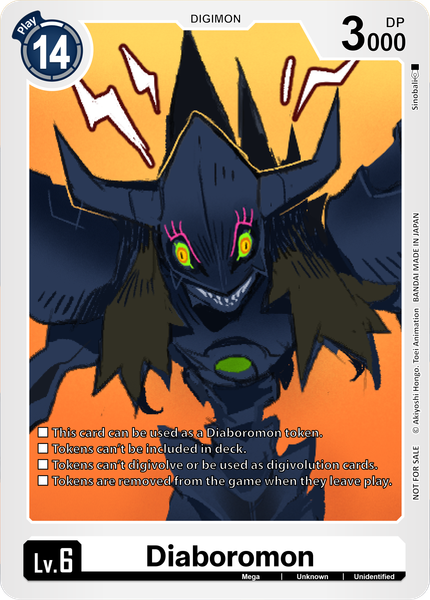 Play
14
DIGIMON
DP
3000
Sinobali
■ This card can be used as a Diaboromon token.
■ Tokens can't be included in deck.
■ Tokens can't digivolve or be used as digivolution cards.
■ Tokens are removed from the game when they leave play.
NOT FOR SALE © Akiyoshi Hongo. Toei Animation BANDAI MADE IN JAPAN
Lv.6
Diaboromon
Mega | Unknown | Unidentified